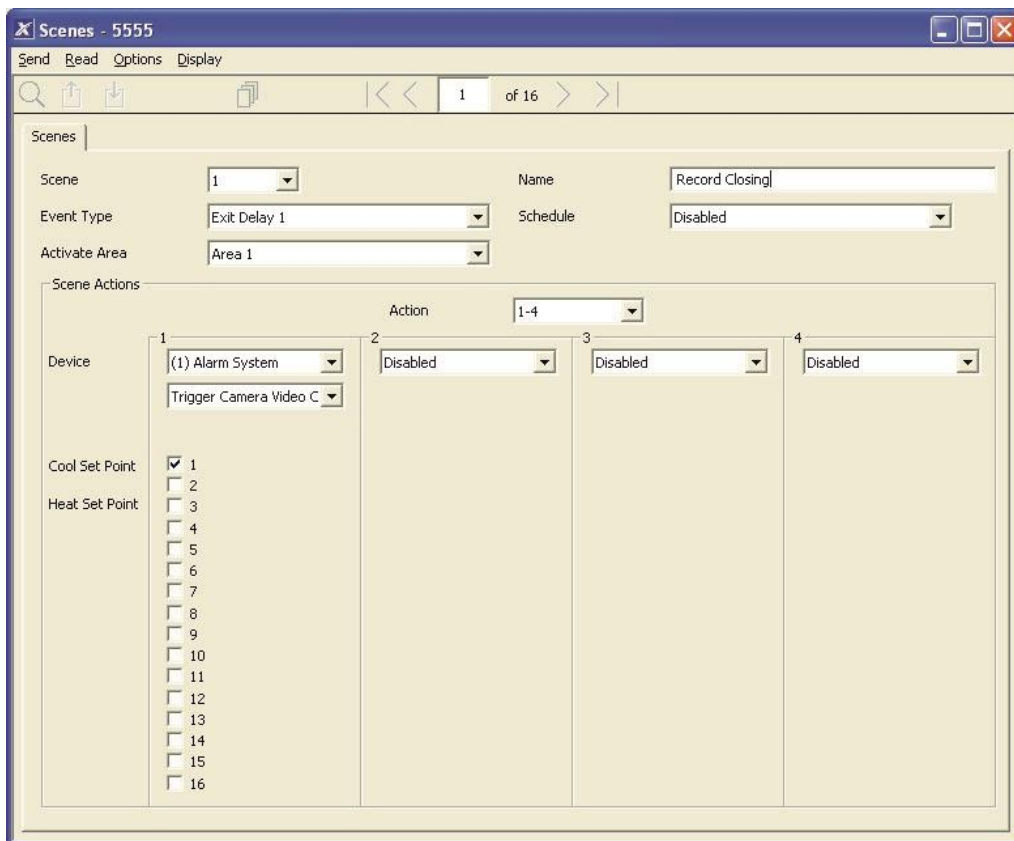 Scenes - 5555
Send Read Options Display
1 of 16
Scenes
Scene 1 Name Record Closing
Event Type Exit Delay 1 Schedule Disabled
Activate Area Area 1
Scene Actions
Action 1-4
1 2 3 4
Device (1) Alarm System Disabled Disabled Disabled
Trigger Camera Video C
Cool Set Point 1
2
Heat Set Point 3
4
5
6
7
8
9
10
11
12
13
14
15
16